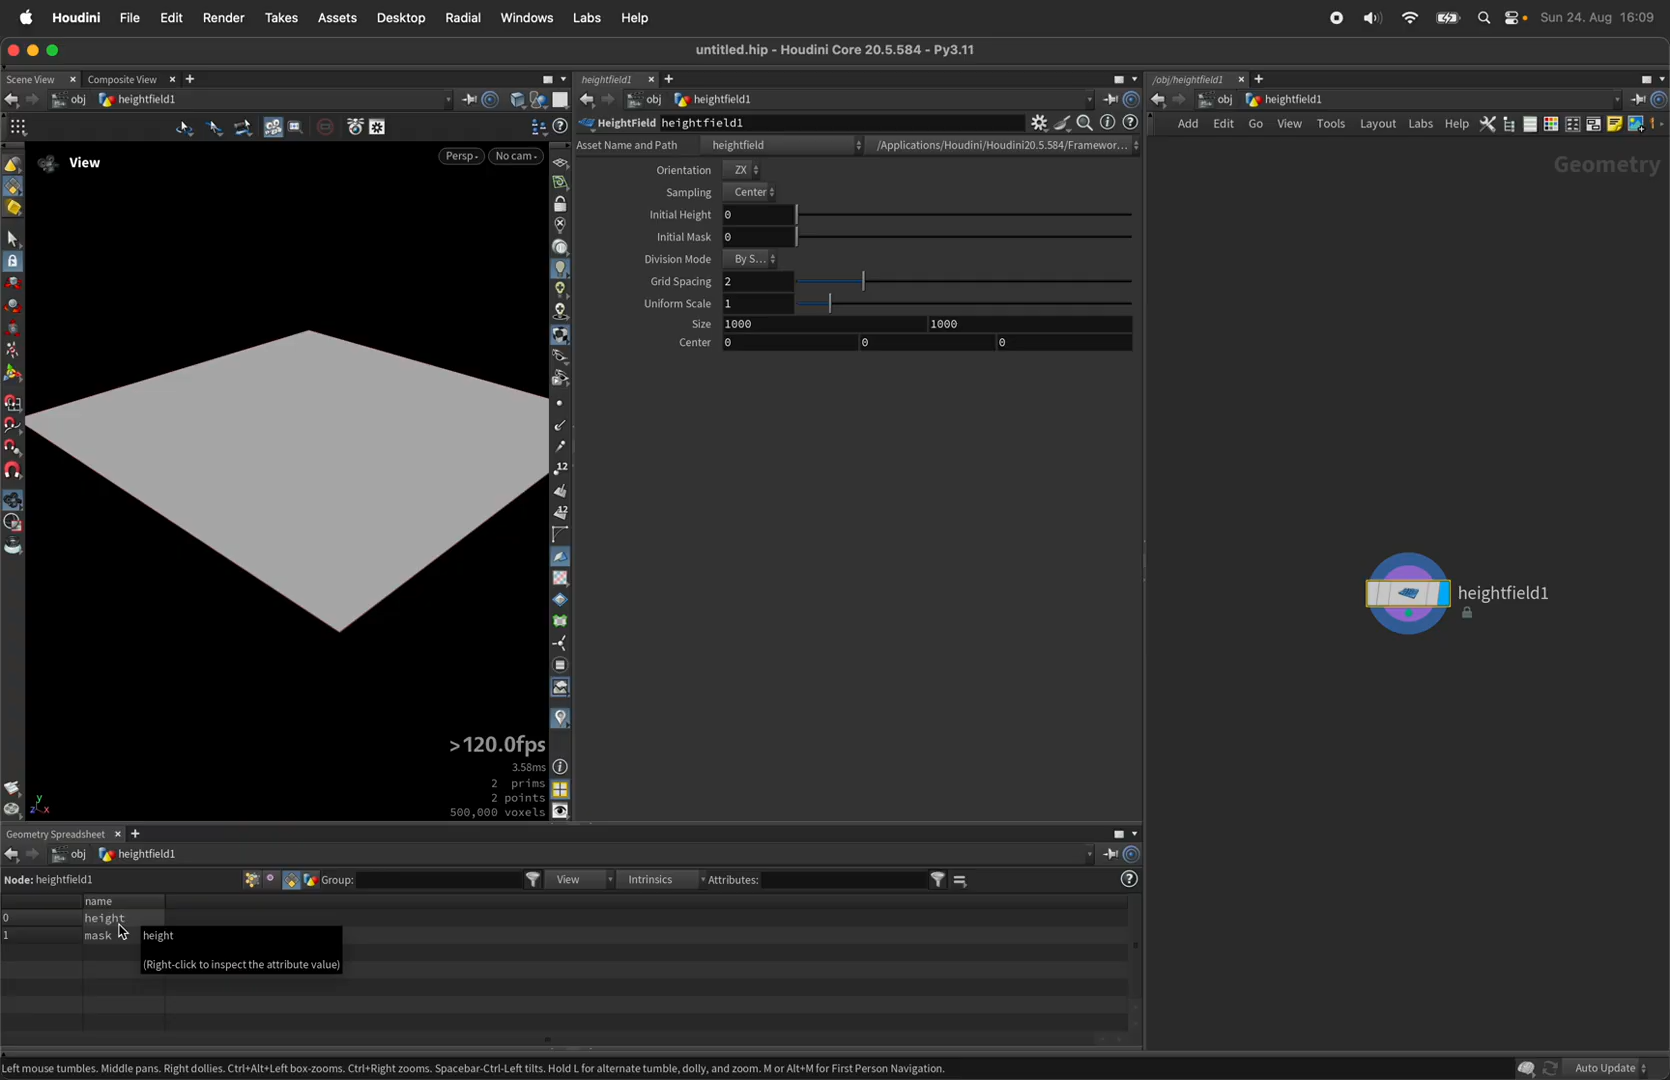 Houdini File Edit Render Takes Assets Desktop Radial Windows Labs Help Sun 24. Aug 16:09
untitled.hip - Houdini Core 20.5.584 - Py3.11
Scene View Composite View
obj heightfield1
View Persp No cam
>120.0fps
3.58ms
2 prims
2 points
500,000 voxels
y
z x
12
12
heightfield1
obj heightfield1
HeightField heightfield1
Asset Name and Path heightfield /Applications/Houdini/Houdini20.5.584/Framewor...
Orientation ZX
Sampling Center
Initial Height 0
Initial Mask 0
Division Mode By S...
Grid Spacing 2
Uniform Scale 1
Size 1000 1000
Center 0 0 0
/obj/heightfield1
obj heightfield1
Add Edit Go View Tools Layout Labs Help
Geometry
heightfield1
Geometry Spreadsheet
obj heightfield1
Node: heightfield1 Group: View Intrinsics Attributes:
name
0 height
1 mask
height
(Right-click to inspect the attribute value)
Left mouse tumbles. Middle pans. Right dollies. Ctrl+Alt+Left box-zooms. Ctrl+Right zooms. Spacebar-Ctrl-Left tilts. Hold L for alternate tumble, dolly, and zoom. M or Alt+M for First Person Navigation.
Auto Update